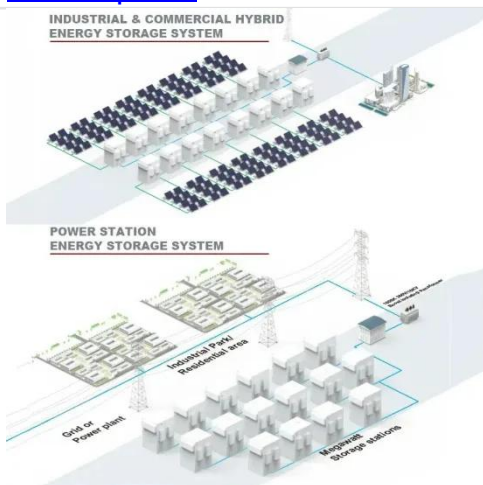 INDUSTRIAL & COMMERCIAL HYBRID
ENERGY STORAGE SYSTEM
POWER STATION
ENERGY STORAGE SYSTEM
Industrial Park/
Residential area
Grid or
Power plant
Megawatt
Storage stations